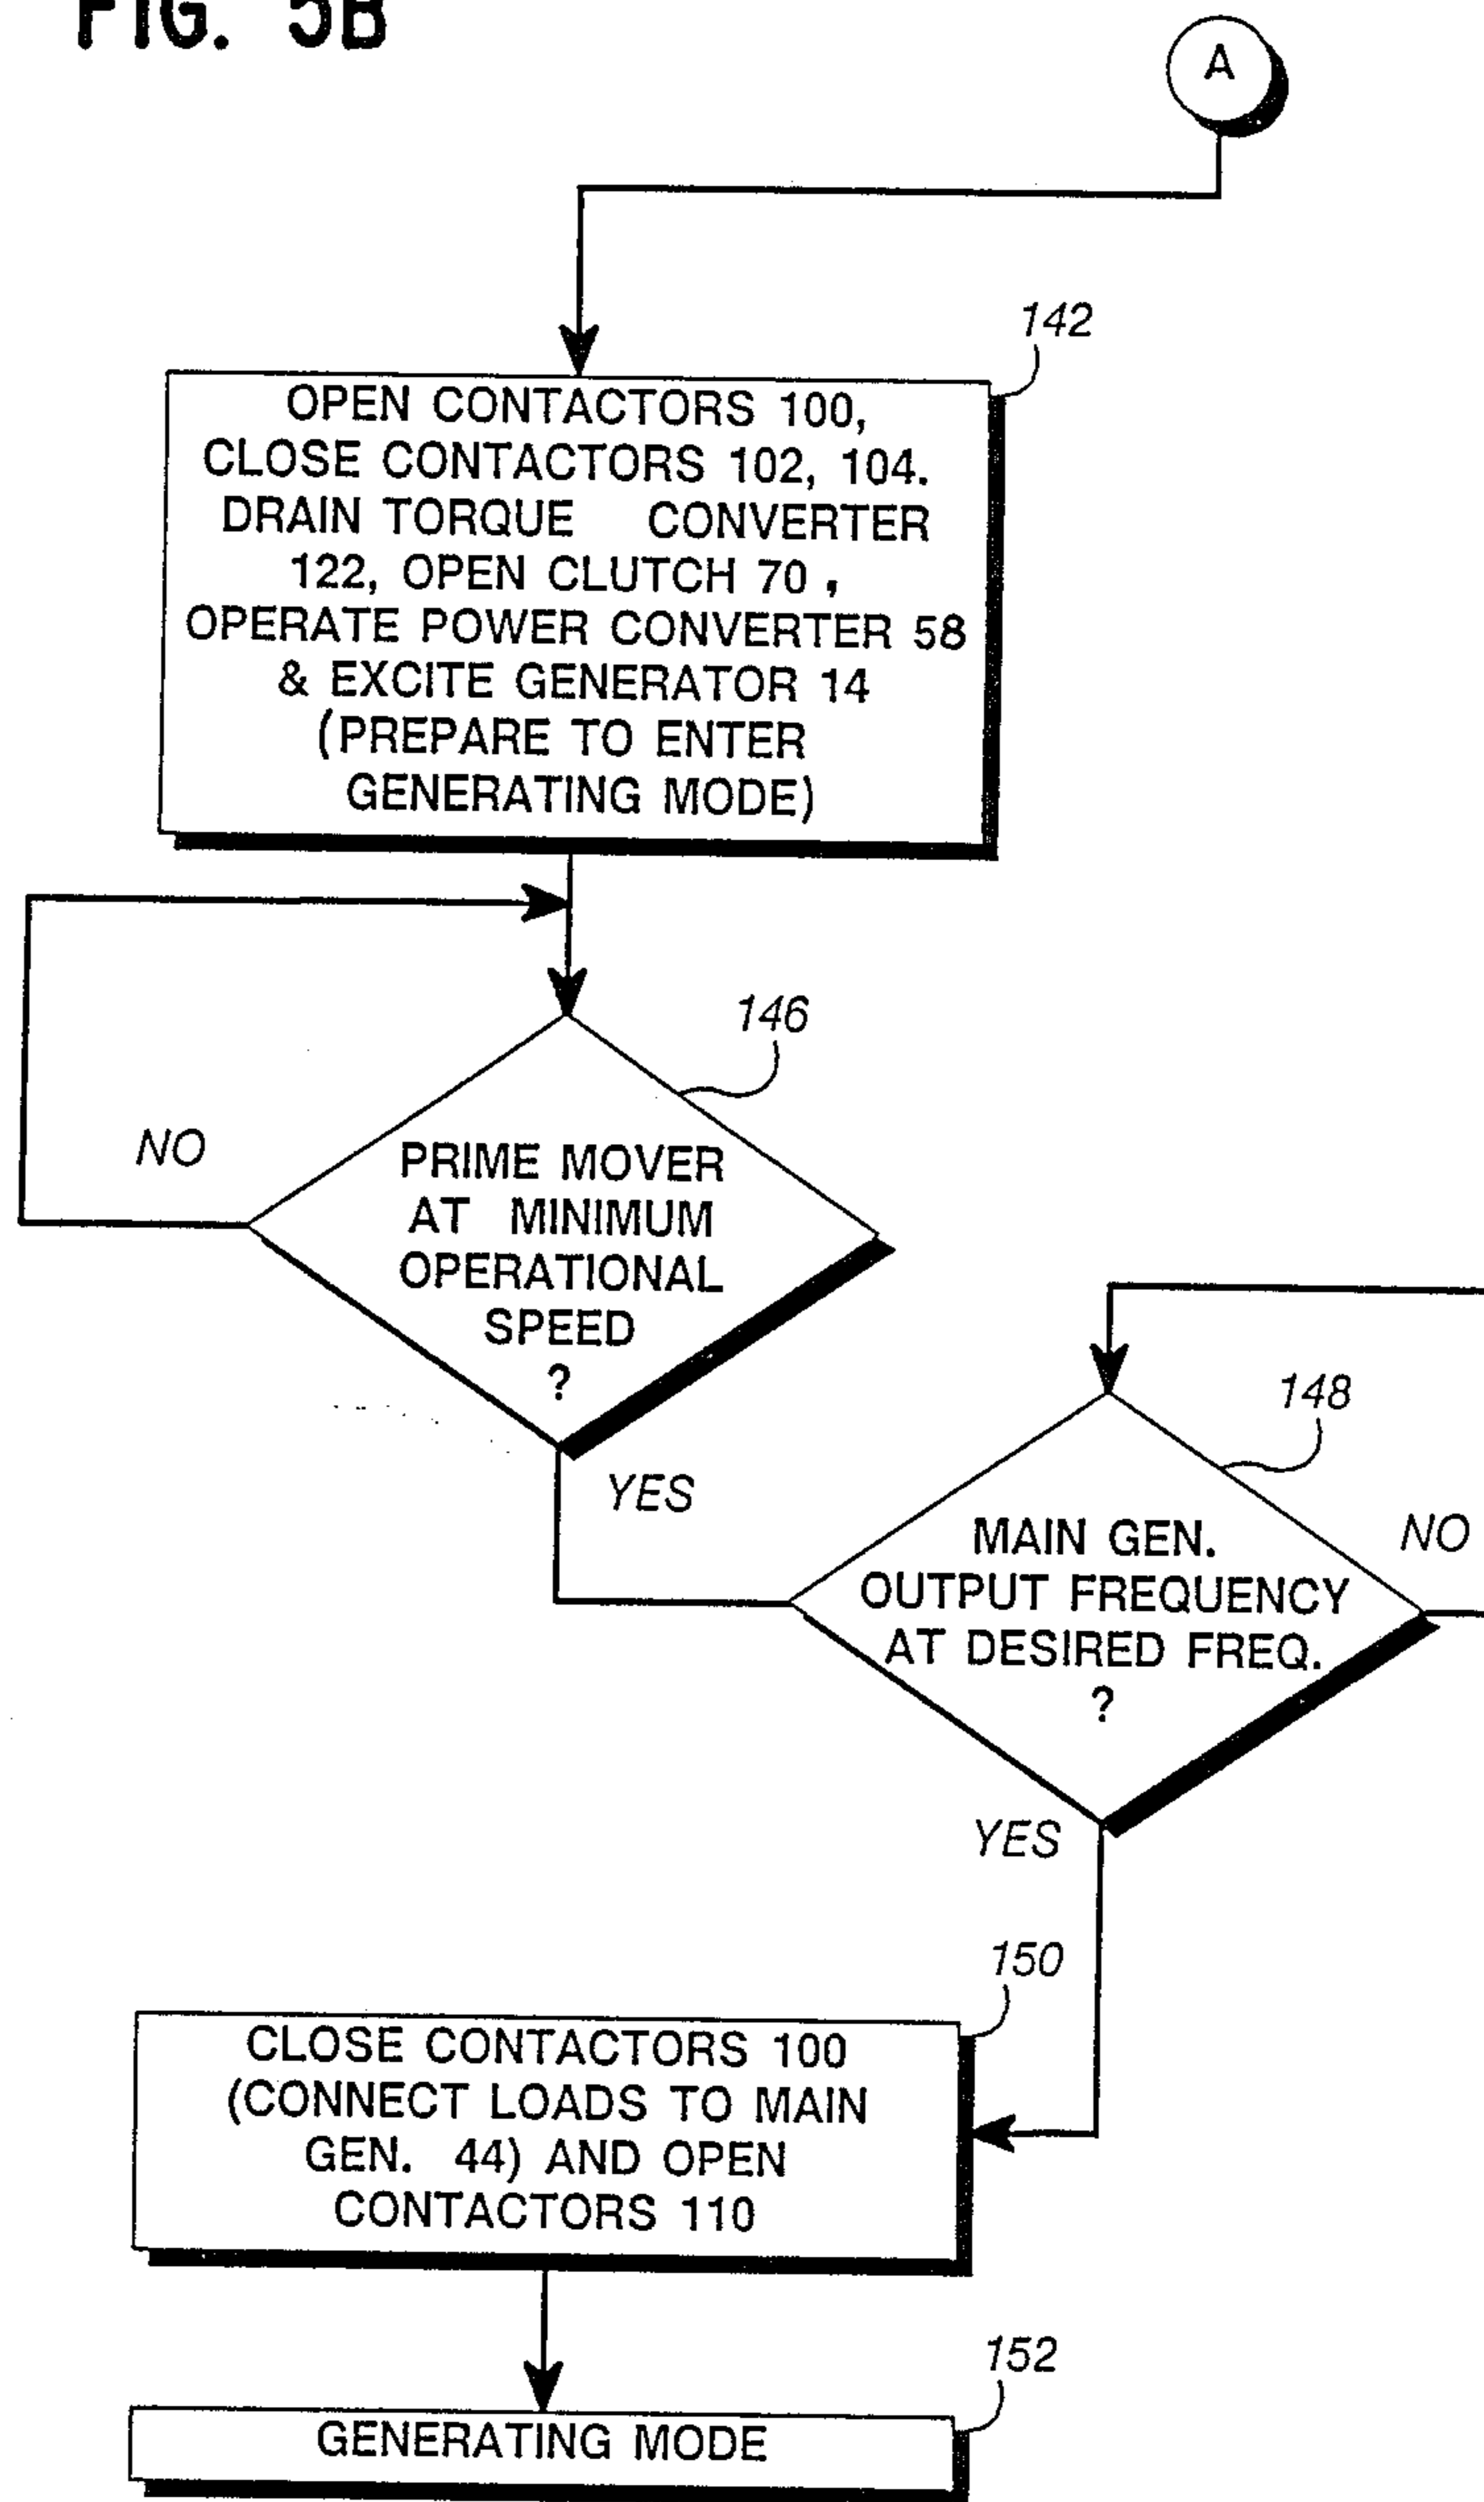 FIG. 5B
A
142
OPEN CONTACTORS 100,
CLOSE CONTACTORS 102, 104.
DRAIN TORQUE CONVERTER
122, OPEN CLUTCH 70 ,
OPERATE POWER CONVERTER 58
& EXCITE GENERATOR 14
(PREPARE TO ENTER
GENERATING MODE)
146
NO
PRIME MOVER
AT MINIMUM
OPERATIONAL
SPEED
?
YES
148
NO
MAIN GEN.
OUTPUT FREQUENCY
AT DESIRED FREQ.
?
YES
150
CLOSE CONTACTORS 100
(CONNECT LOADS TO MAIN
GEN. 44) AND OPEN
CONTACTORS 110
152
GENERATING MODE